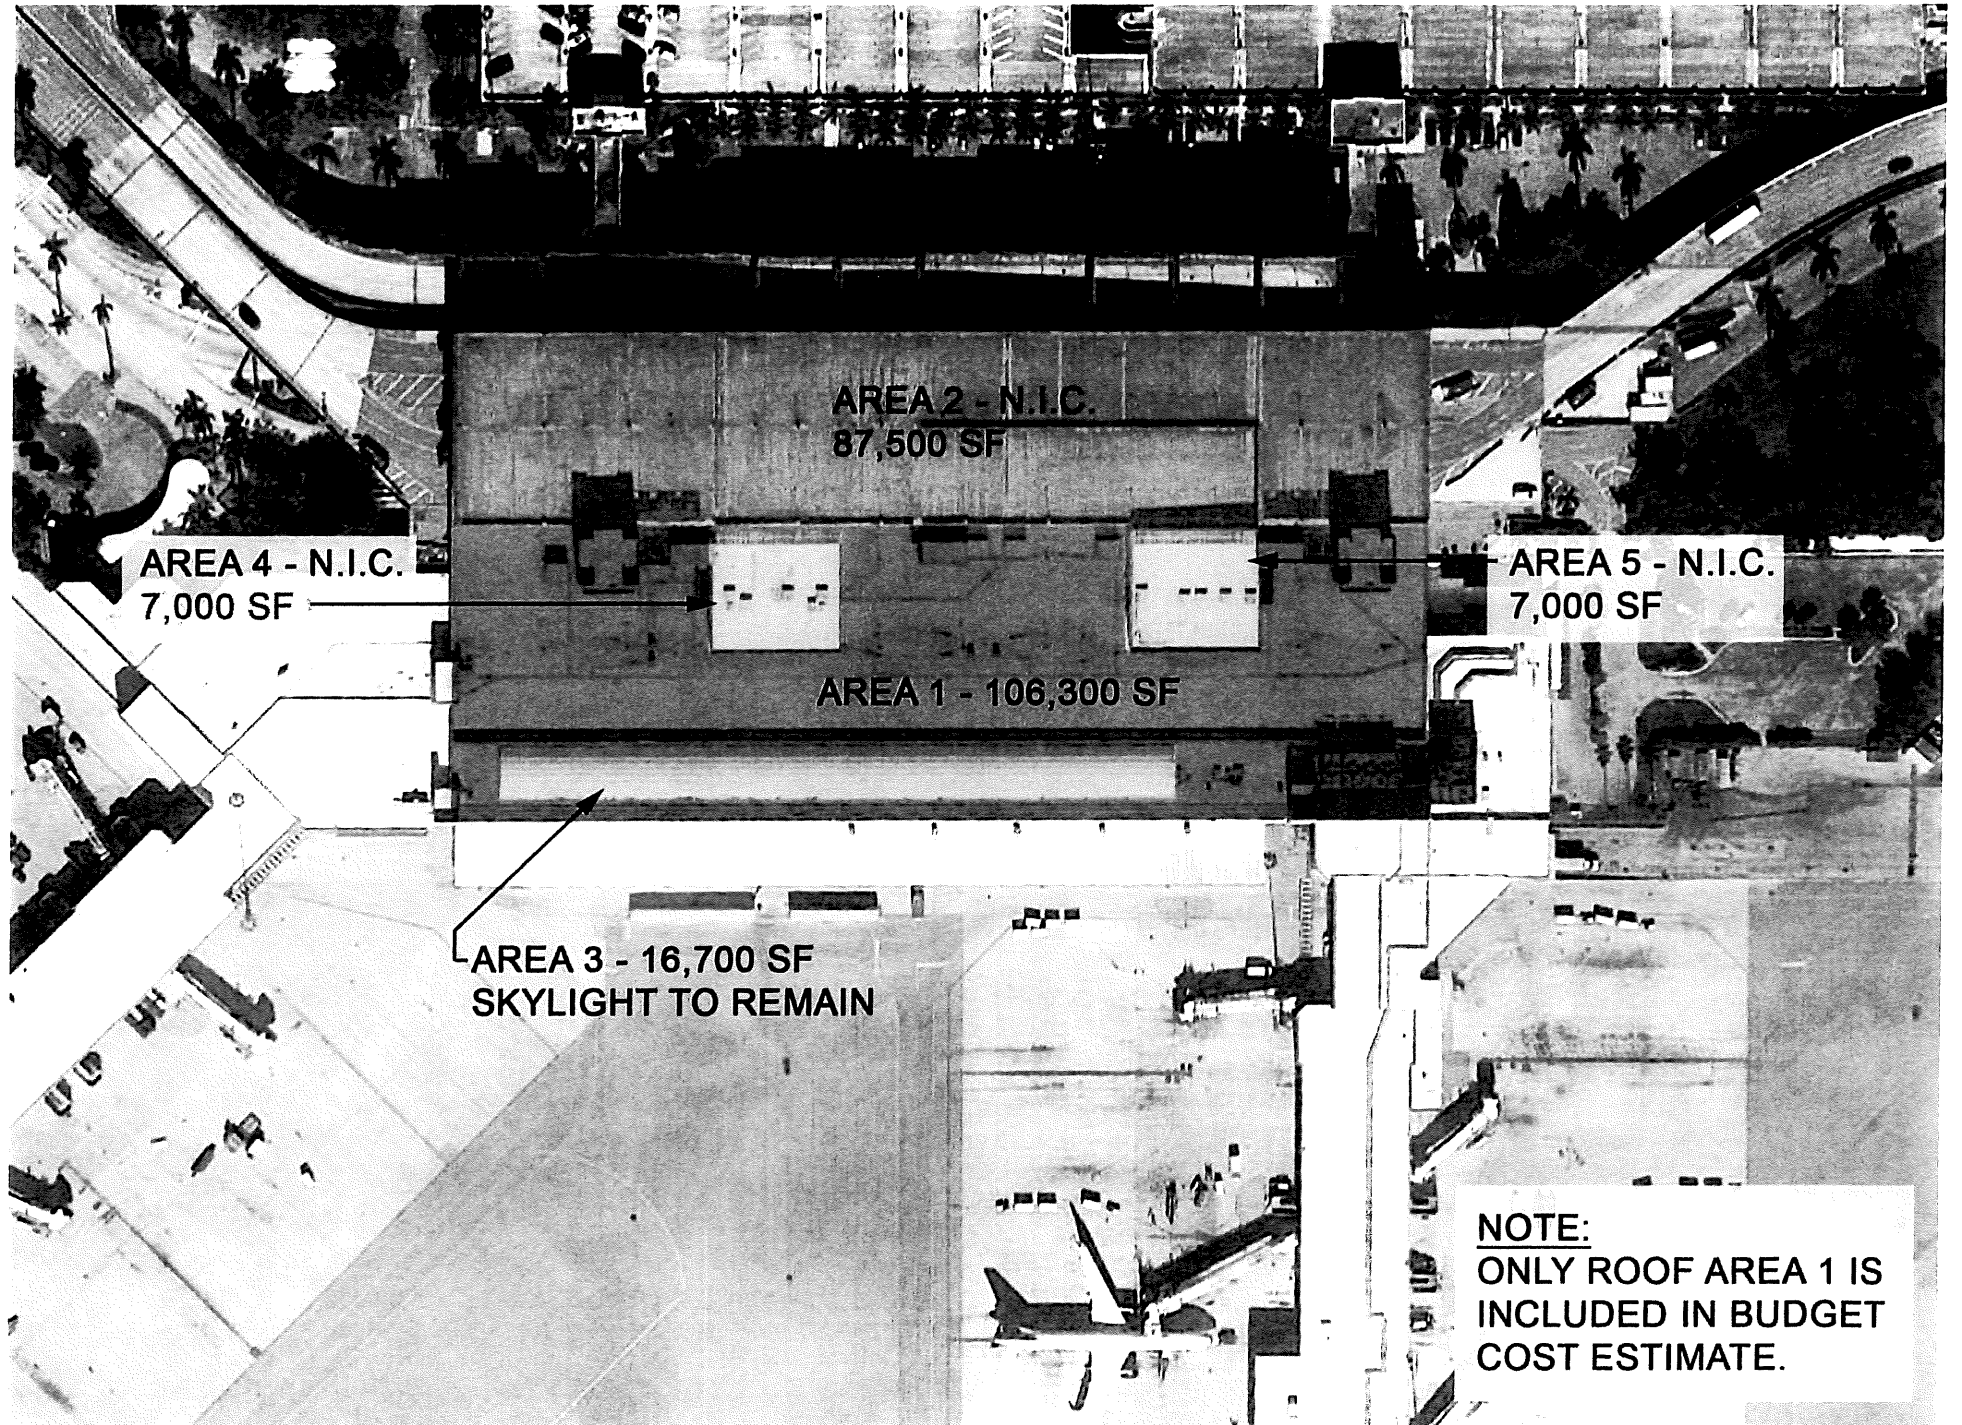 AREA 2 - N.I.C.
87,500 SF
AREA 4 - N.I.C.
7,000 SF
AREA 5 - N.I.C.
7,000 SF
AREA 1 - 106,300 SF
AREA 3 - 16,700 SF
SKYLIGHT TO REMAIN
NOTE:
ONLY ROOF AREA 1 IS
INCLUDED IN BUDGET
COST ESTIMATE.